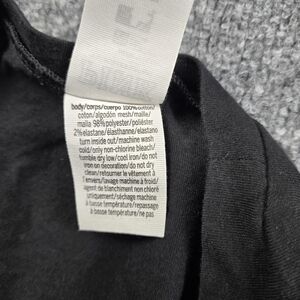 body/corps/cuerpo 100% cotton/
coton/algodón mesh/maille/
malla 98% polyester/poliéster
2% elastane/élasthanne/elastano
turn inside out/machine wash
cold/only non-chlorine bleach/
tumble dry low/cool iron/do not
iron on decoration/do not dry
clean/retourner le vêtement à
l'envers/lavage machine à froid/
agent de blanchiment non chloré
uniquement/séchage machine
à basse température/repassage
à basse température/ne pas